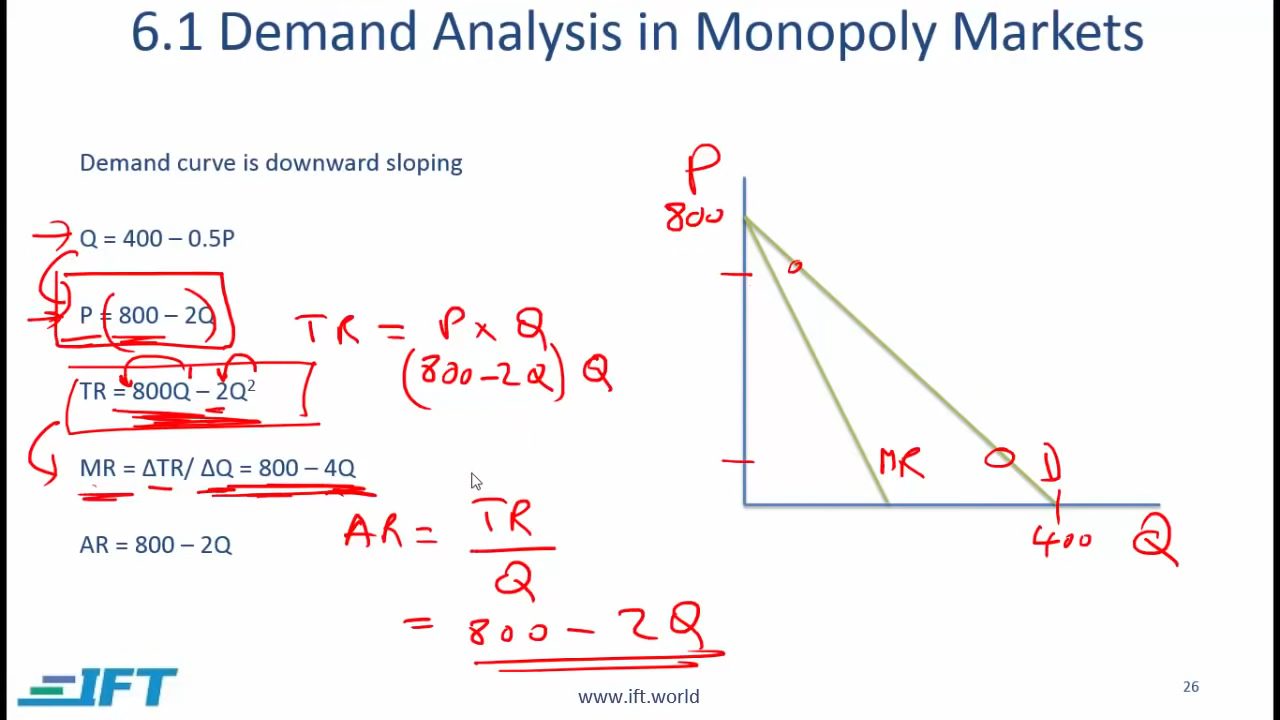 6.1 Demand Analysis in Monopoly Markets
Demand curve is downward sloping
Q = 400 – 0.5P
P = 800 – 2Q
TR = P x Q
(800 – 2Q) Q
TR = 800Q – 2Q²
MR = ΔTR/ ΔQ = 800 – 4Q
AR = TR
Q
= 800 – 2Q
AR = 800 – 2Q
P
800
MR
D
400
Q
IFT
www.ift.world
26